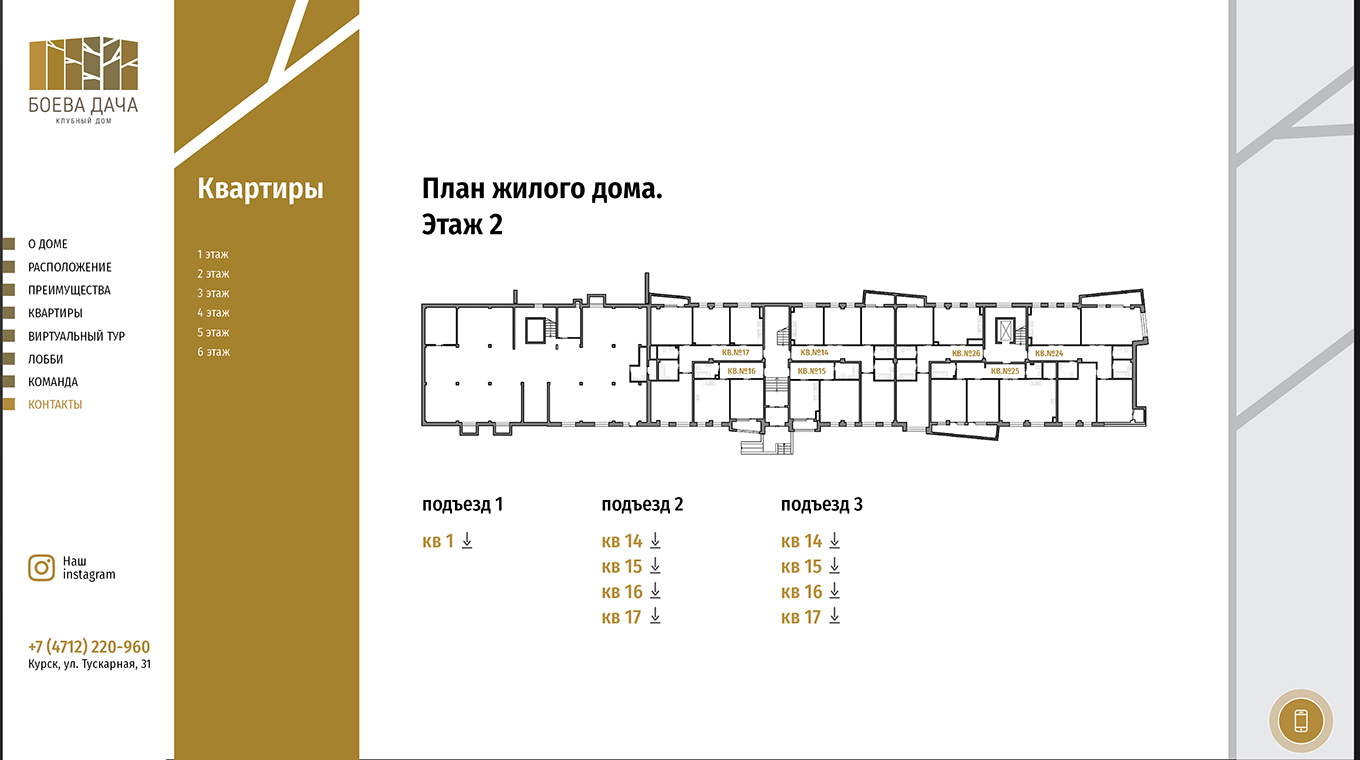 БОЕВА ДАЧА
КЛУБНЫЙ ДОМ
О ДОМЕ
РАСПОЛОЖЕНИЕ
ПРЕИМУЩЕСТВА
КВАРТИРЫ
ВИРТУАЛЬНЫЙ ТУР
ЛОББИ
КОМАНДА
КОНТАКТЫ
Наш
instagram
+7 (4712) 220-960
Курск, ул. Тускарная, 31
Квартиры
1 этаж
2 этаж
3 этаж
4 этаж
5 этаж
6 этаж
План жилого дома.
Этаж 2
КВ.№17
КВ.№14
КВ.№26
КВ.№24
КВ.№16
КВ.№15
КВ.№25
подъезд 1
кв 1
подъезд 2
кв 14
кв 15
кв 16
кв 17
подъезд 3
кв 14
кв 15
кв 16
кв 17